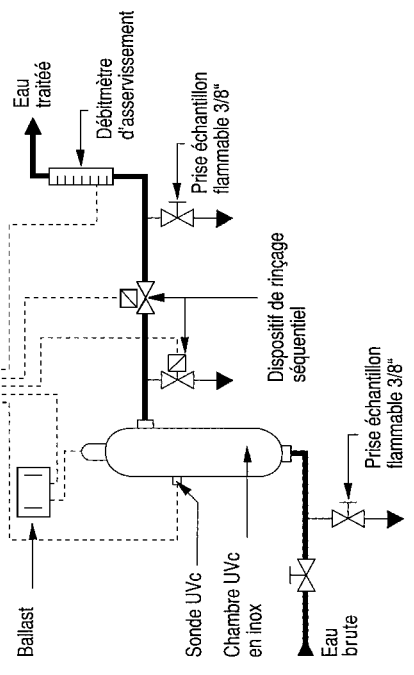 Eau
traitéé
Débitmètre
d'asservissement
Prise échantillon
flammable 3/8"
Dispositif de rinçage
séquentiel
Ballast
Sonde UVc
Chambre UVc
en inox
Eau
brute
Prise échantillon
flammable 3/8"